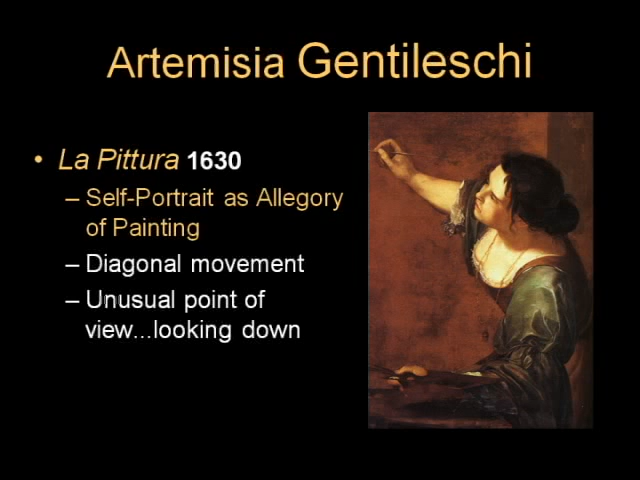 Artemisia Gentileschi
• La Pittura 1630
– Self-Portrait as Allegory
of Painting
– Diagonal movement
– Unusual point of
view...looking down